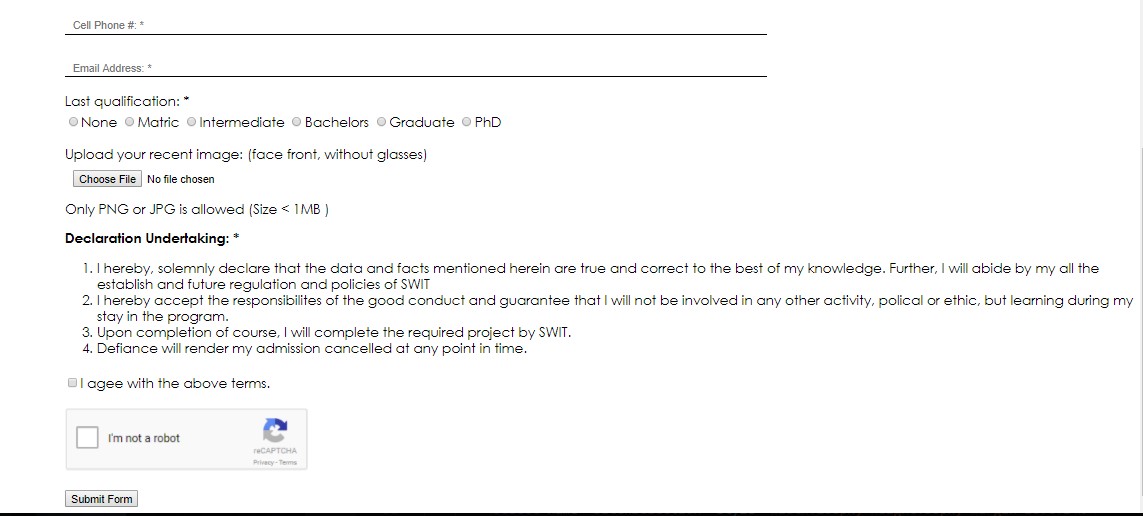 Cell Phone #: *
Email Address: *
Last qualification: *
None Matric Intermediate Bachelors Graduate PhD
Upload your recent image: (face front, without glasses)
Choose File No file chosen
Only PNG or JPG is allowed (Size < 1MB )
Declaration Undertaking: *
1. I hereby, solemnly declare that the data and facts mentioned herein are true and correct to the best of my knowledge. Further, I will abide by my all the
establish and future regulation and policies of SWIT
2. I hereby accept the responsibilites of the good conduct and guarantee that I will not be involved in any other activity, polical or ethic, but learning during my
stay in the program.
3. Upon completion of course, I will complete the required project by SWIT.
4. Defiance will render my admission cancelled at any point in time.
I agree with the above terms.
I'm not a robot
reCAPTCHA
Privacy - Terms
Submit Form